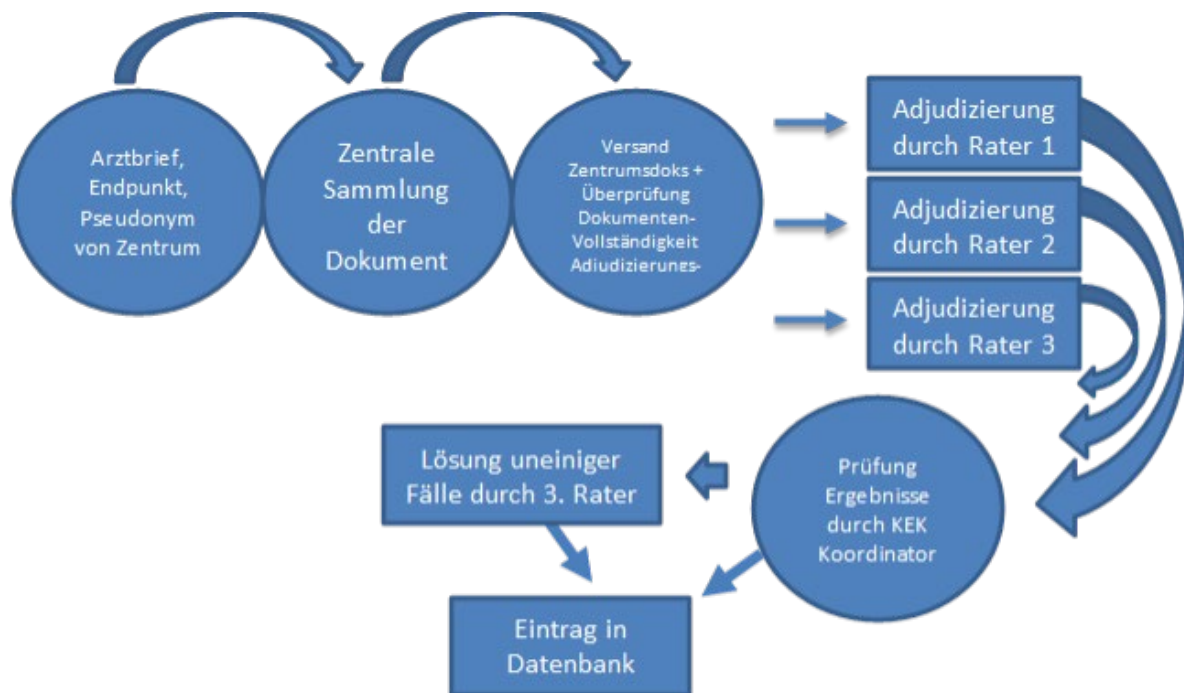 Arztbrief,
Endpunkt,
Pseudonym
von Zentrum
Zentrale
Sammlung
der
Dokument
Versand
Zentrumsdoks +
Überprüfung
Dokumenten-
Vollständigkeit
Adjudizierungs-
Adjudizierung
durch Rater 1
Adjudizierung
durch Rater 2
Adjudizierung
durch Rater 3
Prüfung
Ergebnisse
durch KEK
Koordinator
Lösung uneiniger
Fälle durch 3. Rater
Eintrag in
Datenbank